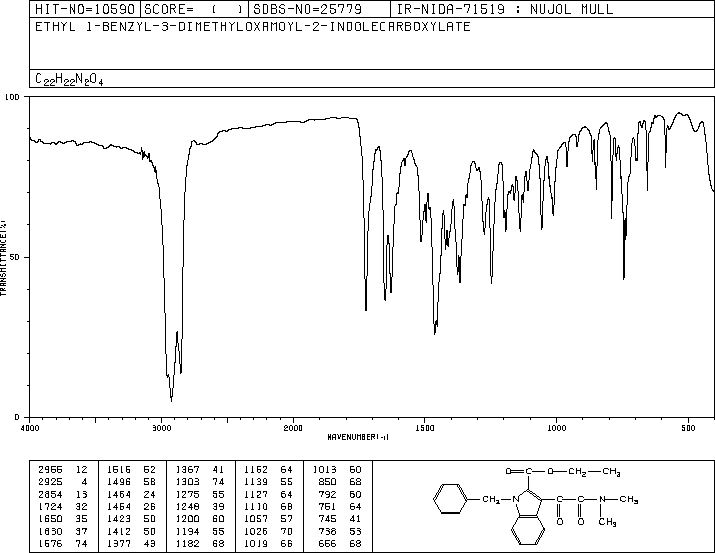 HIT-NO=10590 SCORE= ( ) SDBS-NO=25779 IR-NIDA-71519 : NUJOL MULL
ETHYL 1-BENZYL-3-DIMETHYLOXAMOYL-2-INDOLECARBOXYLATE
C22H22N2O4
100
50
0
TRANSMITTANCE(%)
4000 3000 2000 1500 1000 500
WAVENUMBER(-1)
2966 12 1516 52 1367 41 1162 64 1013 60
2925 4 1496 58 1303 74 1139 55 850 68
2854 13 1464 24 1275 55 1127 64 792 60
1724 32 1454 26 1248 39 1110 68 761 64
1650 35 1423 50 1200 60 1057 57 745 41
1630 37 1412 50 1194 55 1026 70 738 53
1576 74 1377 43 1182 68 1019 66 656 68
O C O CH2 CH3
CH2 N C C N CH3
O O CH3